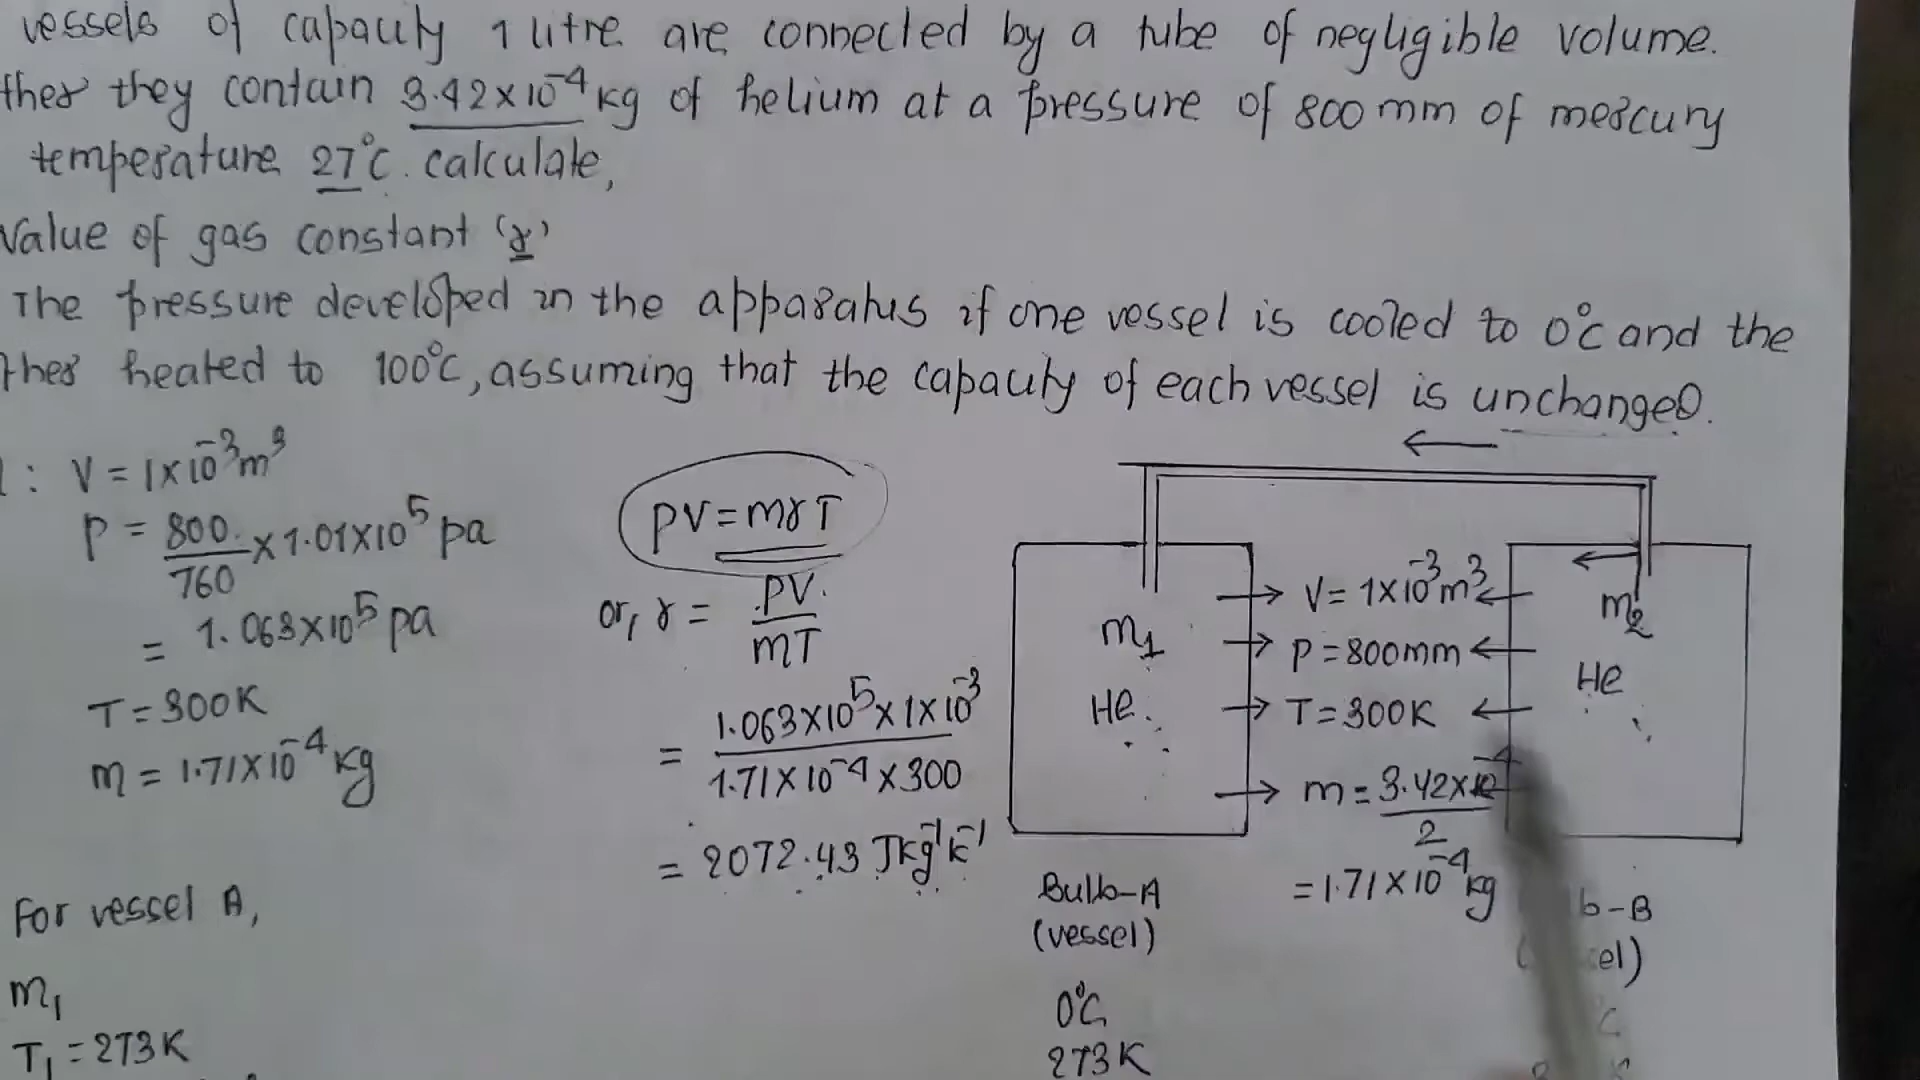 vessels of capacity 1 litre are connected by a tube of negligible volume.
ther they contain 3.42×10⁻⁴ kg of helium at a pressure of 800 mm of mercury
temperature 27°C. calculate,
Value of gas constant 'r'
The pressure developed in the apparatus if one vessel is cooled to 0°C and the
ther heated to 100°C, assuming that the capacity of each vessel is unchanged.
: V = 1×10⁻³m³
P = 800/760 × 1.01×10⁵ pa
= 1.063×10⁵ pa
T = 300K
m = 1.71×10⁻⁴ kg
For vessel A,
m₁
T₁ = 273K
PV = mrT
or, r = PV/mT
= 1.063×10⁵×1×10⁻³/1.71×10⁻⁴×300
= 2072.43 Jkg⁻¹k⁻¹
m₁
He
V = 1×10⁻³m³
P = 800mm
T = 300K
m = 3.42×10⁻⁴/2
= 1.71×10⁻⁴ kg
m₂
He
Bulb-A
(vessel)
0°C
273K
b-B
el)